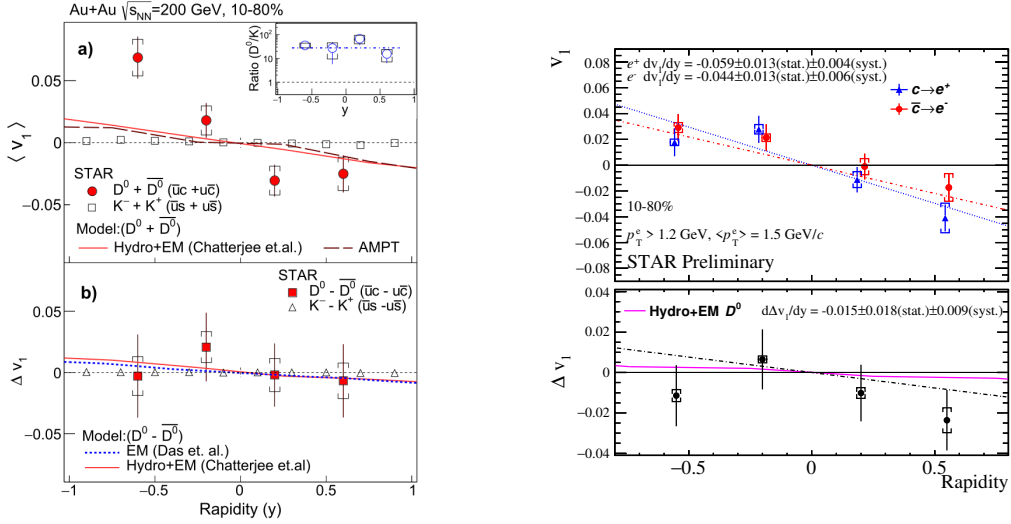 Au+Au √s_NN=200 GeV, 10-80%
a)
Ratio (D⁰/K)
10²
10
1
−1 −0.5 0 0.5 1
y
⟨ v₁ ⟩
0.05
0
−0.05
STAR
D⁰ + D̅⁰ (u̅c +uc̅)
K⁻ + K⁺ (u̅s + us̅)
Model:(D⁰ + D̅⁰)
Hydro+EM (Chatterjee et.al.)
AMPT
b)
STAR
D⁰ - D̅⁰ (u̅c - uc̅)
K⁻ - K⁺ (u̅s -us̅)
Δ v₁
0.05
0
−0.05
Model:(D⁰ - D̅⁰)
EM (Das et. al.)
Hydro+EM (Chatterjee et.al)
−1 −0.5 0 0.5 1
Rapidity (y)
v₁
e⁺ dv₁/dy = -0.059±0.013(stat.)±0.004(syst.)
e⁻ dv₁/dy = -0.044±0.013(stat.)±0.006(syst.)
c→e⁺
c̅→e⁻
0.08
0.06
0.04
0.02
0
−0.02
−0.04
−0.06
−0.08
10-80%
p_T^e > 1.2 GeV, <p_T^e> = 1.5 GeV/c
STAR Preliminary
Δ v₁
0.04
0.02
0
−0.02
−0.04
Hydro+EM D⁰
dΔv₁/dy = -0.015±0.018(stat.)±0.009(syst.)
−0.5 0 0.5
Rapidity